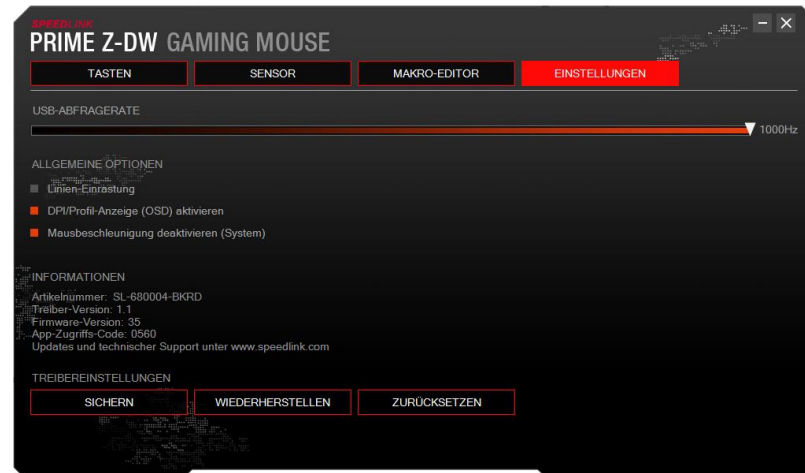 SPEEDLINK
PRIME Z-DW GAMING MOUSE
TASTEN SENSOR MAKRO-EDITOR EINSTELLUNGEN
USB-ABFRAGERATE
1000Hz
ALLGEMEINE OPTIONEN
Linien-Einrastung
DPI/Profil-Anzeige (OSD) aktivieren
Mausbeschleunigung deaktivieren (System)
INFORMATIONEN
Artikelnummer: SL-680004-BKRD
Treiber-Version: 1.1
Firmware-Version: 35
App-Zugriffs-Code: 0560
Updates und technischer Support unter www.speedlink.com
TREIBEREINSTELLUNGEN
SICHERN WIEDERHERSTELLEN ZURÜCKSETZEN